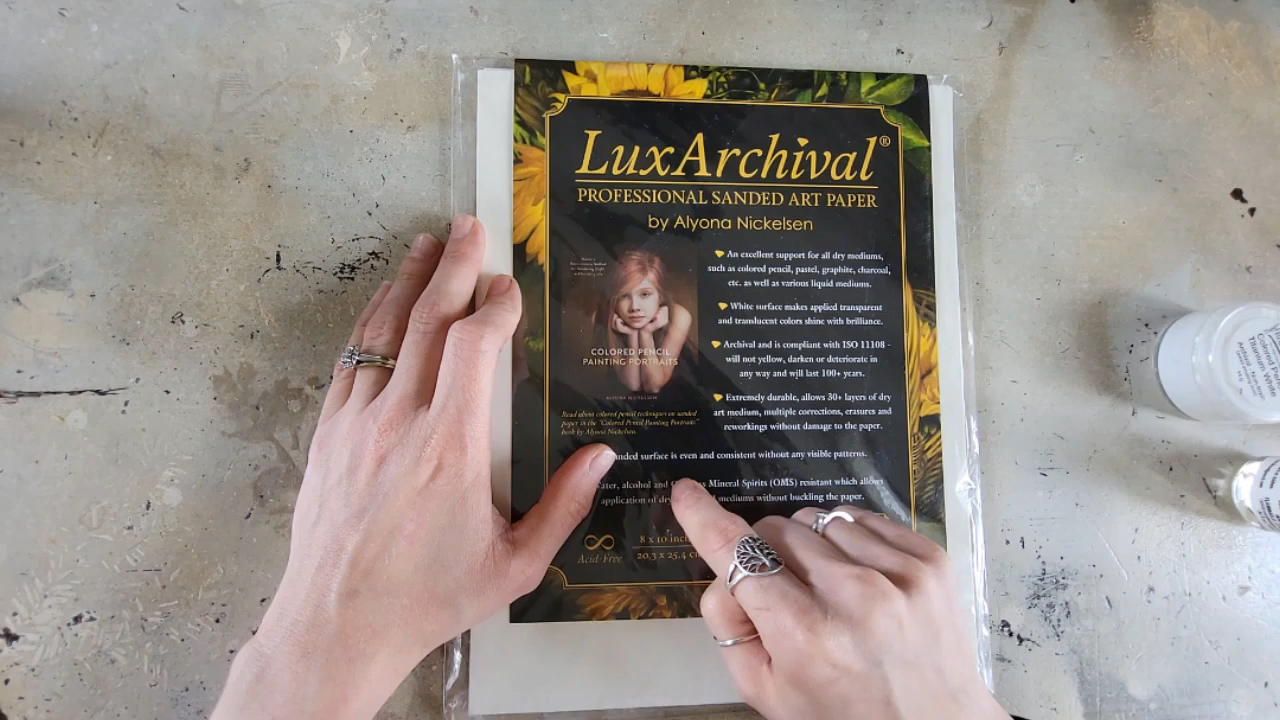 LuxArchival®
PROFESSIONAL SANDED ART PAPER
by Alyona Nickelsen
An excellent support for all dry mediums,
such as colored pencil, pastel, graphite, charcoal,
etc. as well as various liquid mediums.
White surface makes applied transparent
and translucent colors shine with brilliance.
Archival and is compliant with ISO 11108 -
will not yellow, darken or deteriorate in
any way and will last 100+ years.
Extremely durable, allows 30+ layers of dry
art medium, multiple corrections, erasures and
reworkings without damage to the paper.
COLORED PENCIL
PAINTING PORTRAITS
ALYONA NICKELSEN
Read about colored pencil techniques on sanded
paper in the "Colored Pencil Painting Portraits"
book by Alyona Nickelsen.
surface is even and consistent without any visible patterns.
alcohol and Mineral Spirits (OMS) resistant which allows
application of mediums without buckling the paper.
Acid-Free
8 x 10
20,3 x 25,4
Titanium White